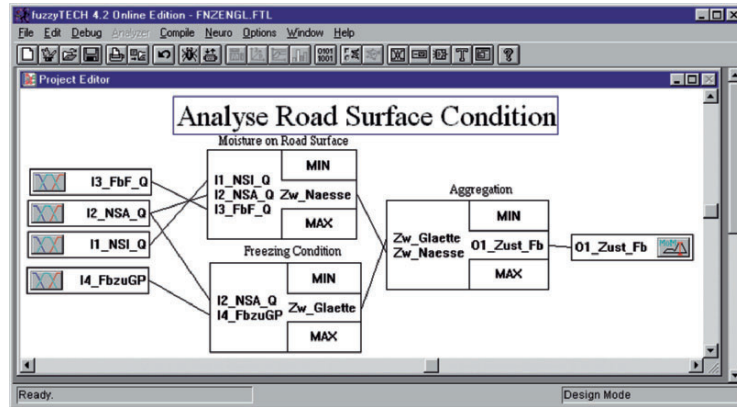 fuzzyTECH 4.2 Online Edition - FNZENGL.FTL
File Edit Debug Analyzer Compile Neuro Options Window Help
Project Editor
Analyse Road Surface Condition
Moisture on Road Surface
I1_NSI_Q
I2_NSA_Q
I3_FbF_Q
MIN
Zw_Naesse
MAX
I3_FbF_Q
I2_NSA_Q
I1_NSI_Q
I4_FbzuGP
Freezing Condition
I2_NSA_Q
I4_FbzuGP
MIN
Zw_Glaette
MAX
Aggregation
Zw_Glaette
Zw_Naesse
MIN
O1_Zust_Fb
MAX
O1_Zust_Fb
Ready.
Design Mode